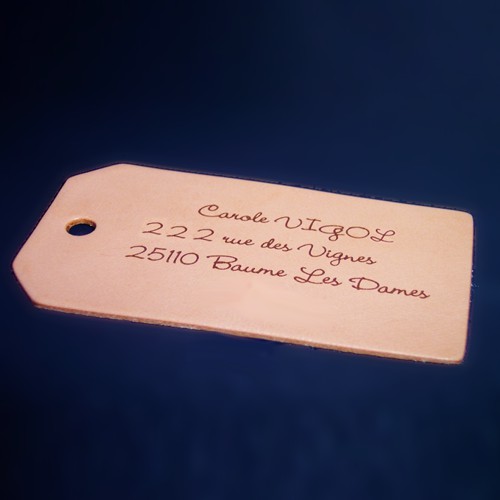 Carole VIGOL
222 rue des Vignes
25110 Baume Les Dames